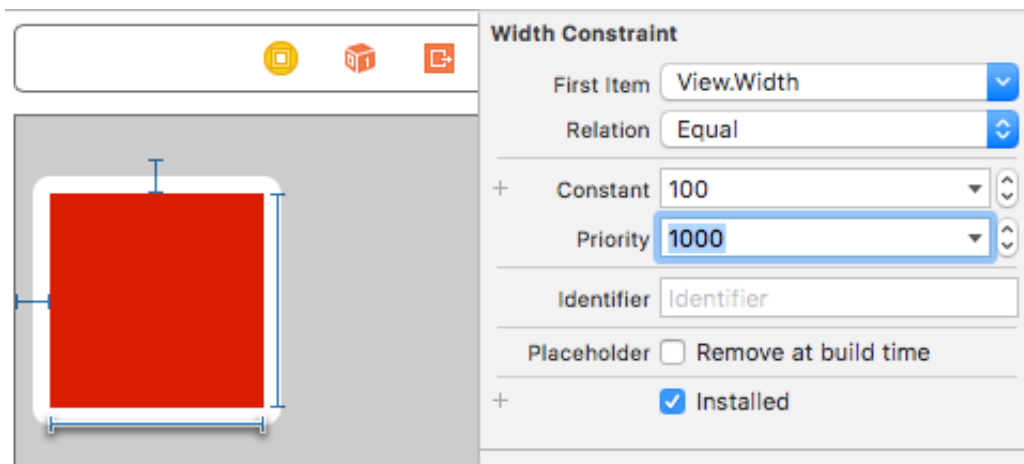 Width Constraint
First Item View.Width
Relation Equal
Constant 100
Priority 1000
Identifier Identifier
Placeholder Remove at build time
Installed